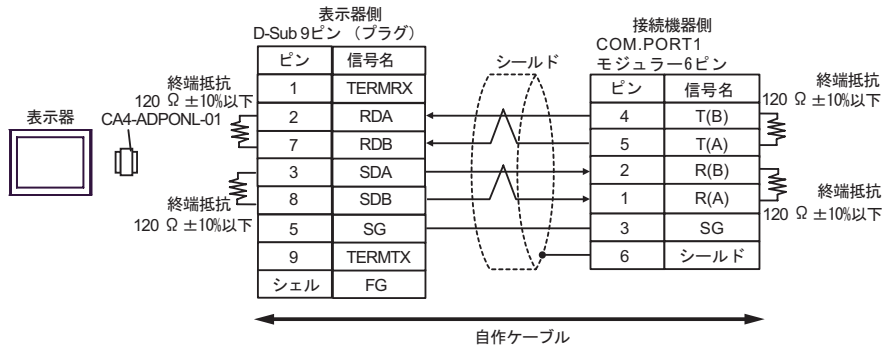 表示器側
D-Sub 9ピン （プラグ）
ピン 信号名
1 TERMRX
2 RDA
7 RDB
3 SDA
8 SDB
5 SG
9 TERMTX
シェル FG
終端抵抗
120 Ω ±10%以下
表示器
CA4-ADPONL-01
終端抵抗
120 Ω ±10%以下
シールド
接続機器側
COM.PORT1
モジュラー6ピン
ピン 信号名
4 T(B)
5 T(A)
2 R(B)
1 R(A)
3 SG
6 シールド
終端抵抗
120 Ω ±10%以下
終端抵抗
120 Ω ±10%以下
自作ケーブル